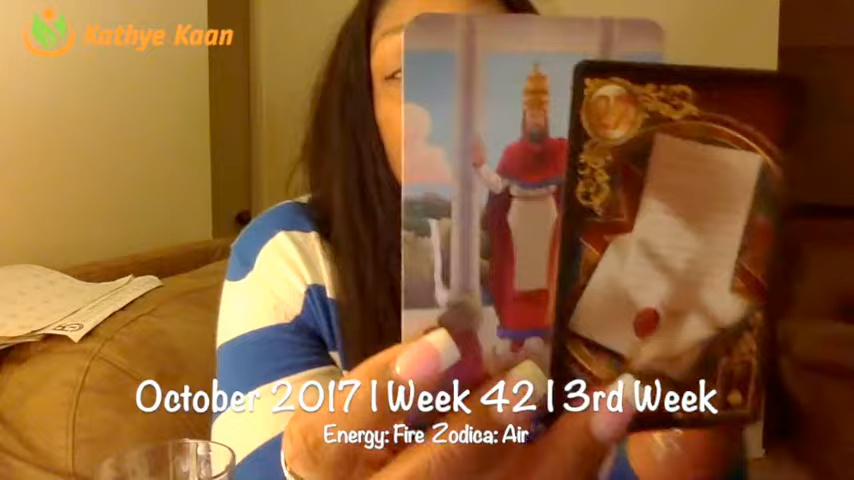 Kathye Kaan
October 2017 | Week 42 | 3rd Week
Energy: Fire Zodica: Air